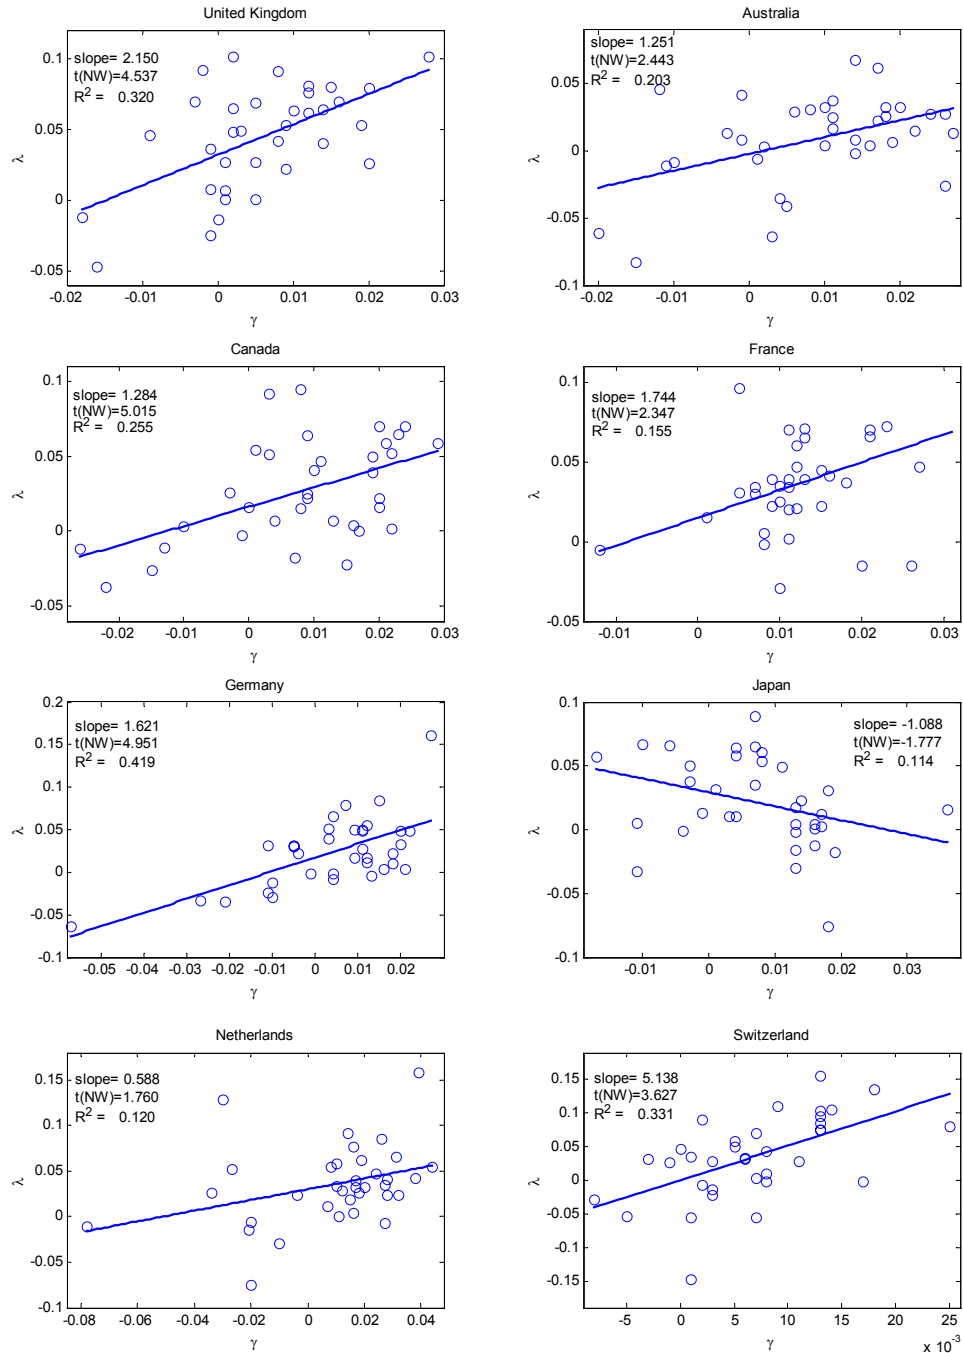 United Kingdom
slope= 2.150
t(NW)=4.537
R² = 0.320
0.1
0.05
0
-0.05
λ
-0.02
-0.01
0
0.01
0.02
0.03
γ
Australia
slope= 1.251
t(NW)=2.443
R² = 0.203
0.05
0
-0.05
-0.1
λ
-0.02
-0.01
0
0.01
0.02
γ
Canada
slope= 1.284
t(NW)=5.015
R² = 0.255
0.1
0.05
0
-0.05
λ
-0.02
-0.01
0
0.01
0.02
γ
France
slope= 1.744
t(NW)=2.347
R² = 0.155
0.1
0.05
0
-0.05
λ
-0.01
0
0.01
0.02
0.03
γ
Germany
slope= 1.621
t(NW)=4.951
R² = 0.419
0.2
0.15
0.1
0.05
0
-0.05
-0.1
λ
-0.05
-0.04
-0.03
-0.02
-0.01
0
0.01
0.02
γ
Japan
slope= -1.088
t(NW)=-1.777
R² = 0.114
0.1
0.05
0
-0.05
-0.1
λ
-0.01
0
0.01
0.02
0.03
γ
Netherlands
slope= 0.588
t(NW)=1.760
R² = 0.120
0.15
0.1
0.05
0
-0.05
-0.1
λ
-0.08
-0.06
-0.04
-0.02
0
0.02
0.04
γ
Switzerland
slope= 5.138
t(NW)=3.627
R² = 0.331
0.15
0.1
0.05
0
-0.05
-0.1
-0.15
λ
-5
0
5
10
15
20
25
γ
x 10⁻³